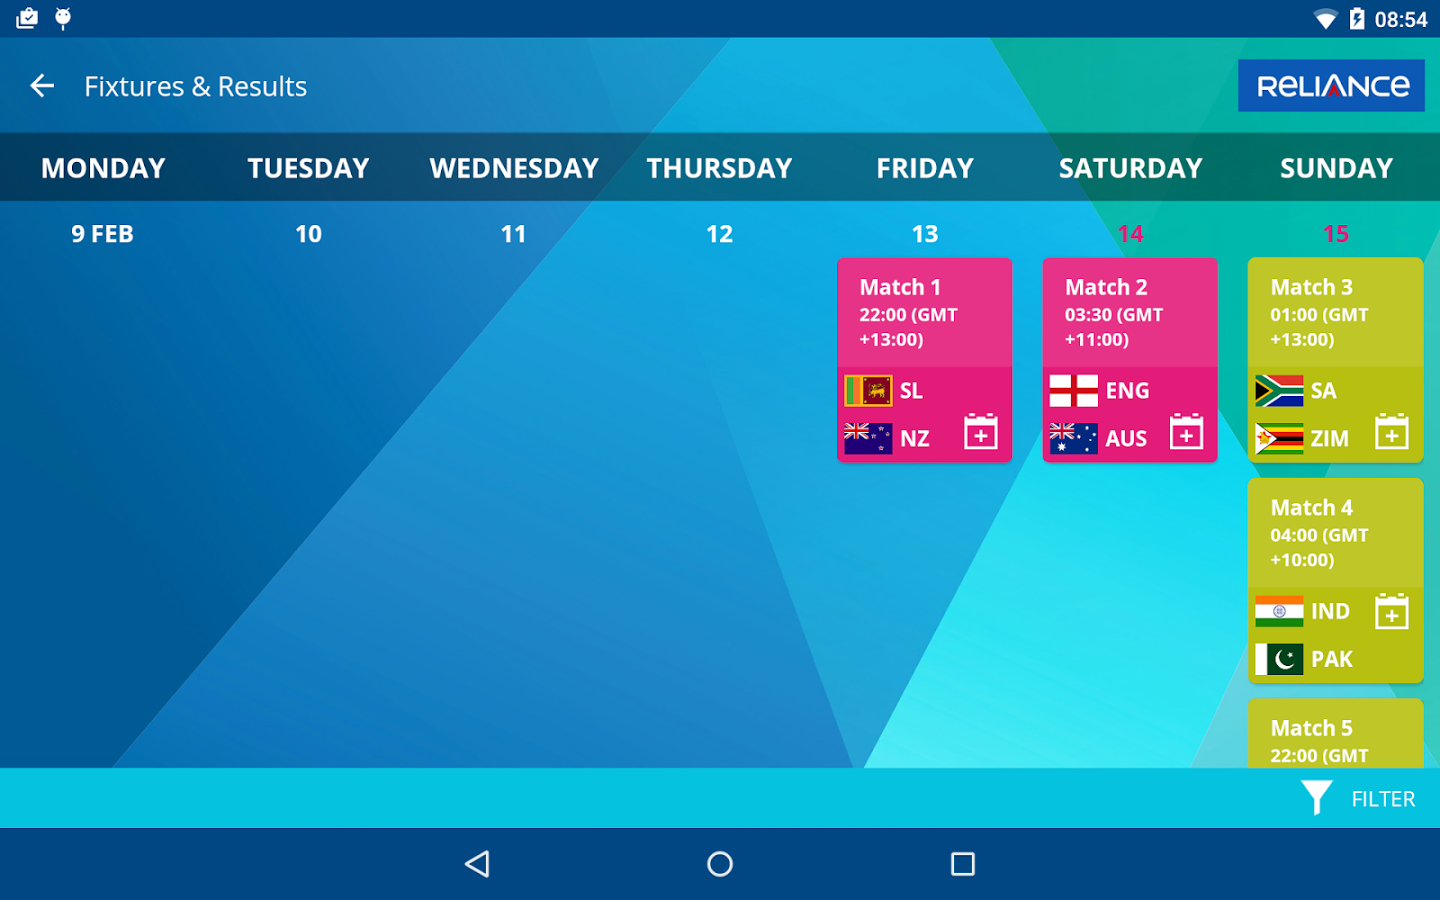 08:54
Fixtures & Results
RELIANCE
MONDAY TUESDAY WEDNESDAY THURSDAY FRIDAY SATURDAY SUNDAY
9 FEB 10 11 12 13 14 15
Match 1
22:00 (GMT
+13:00)
SL
NZ
Match 2
03:30 (GMT
+11:00)
ENG
AUS
Match 3
01:00 (GMT
+13:00)
SA
ZIM
Match 4
04:00 (GMT
+10:00)
IND
PAK
Match 5
22:00 (GMT
FILTER